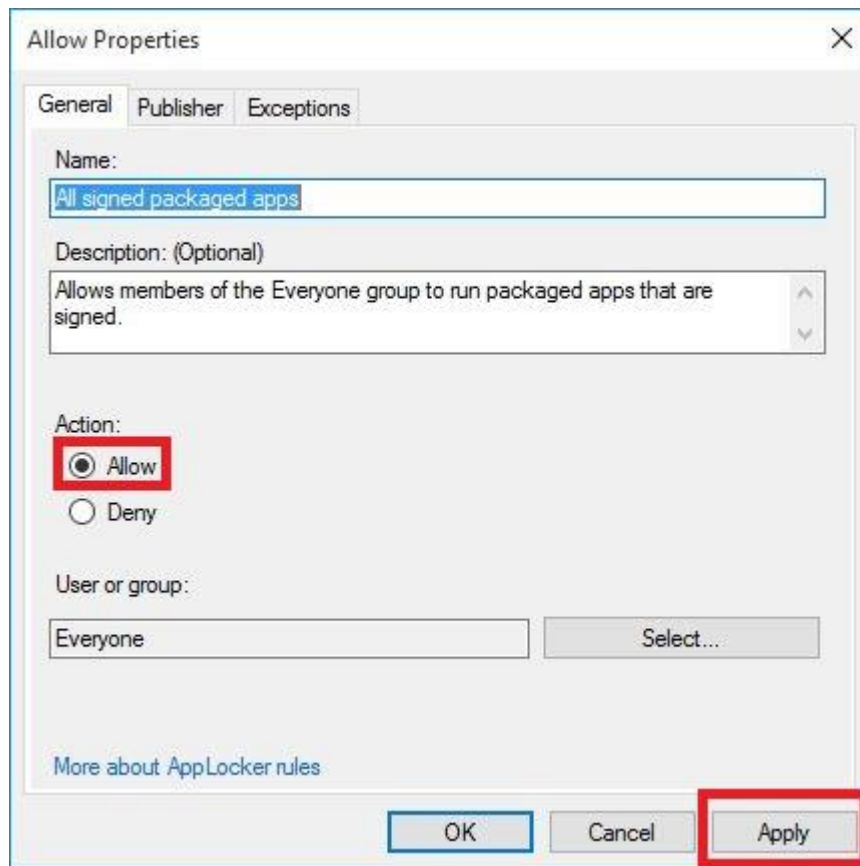 Allow Properties
General Publisher Exceptions
Name:
All signed packaged apps
Description: (Optional)
Allows members of the Everyone group to run packaged apps that are
signed.
Action:
Allow
Deny
User or group:
Everyone Select...
More about AppLocker rules
OK Cancel Apply